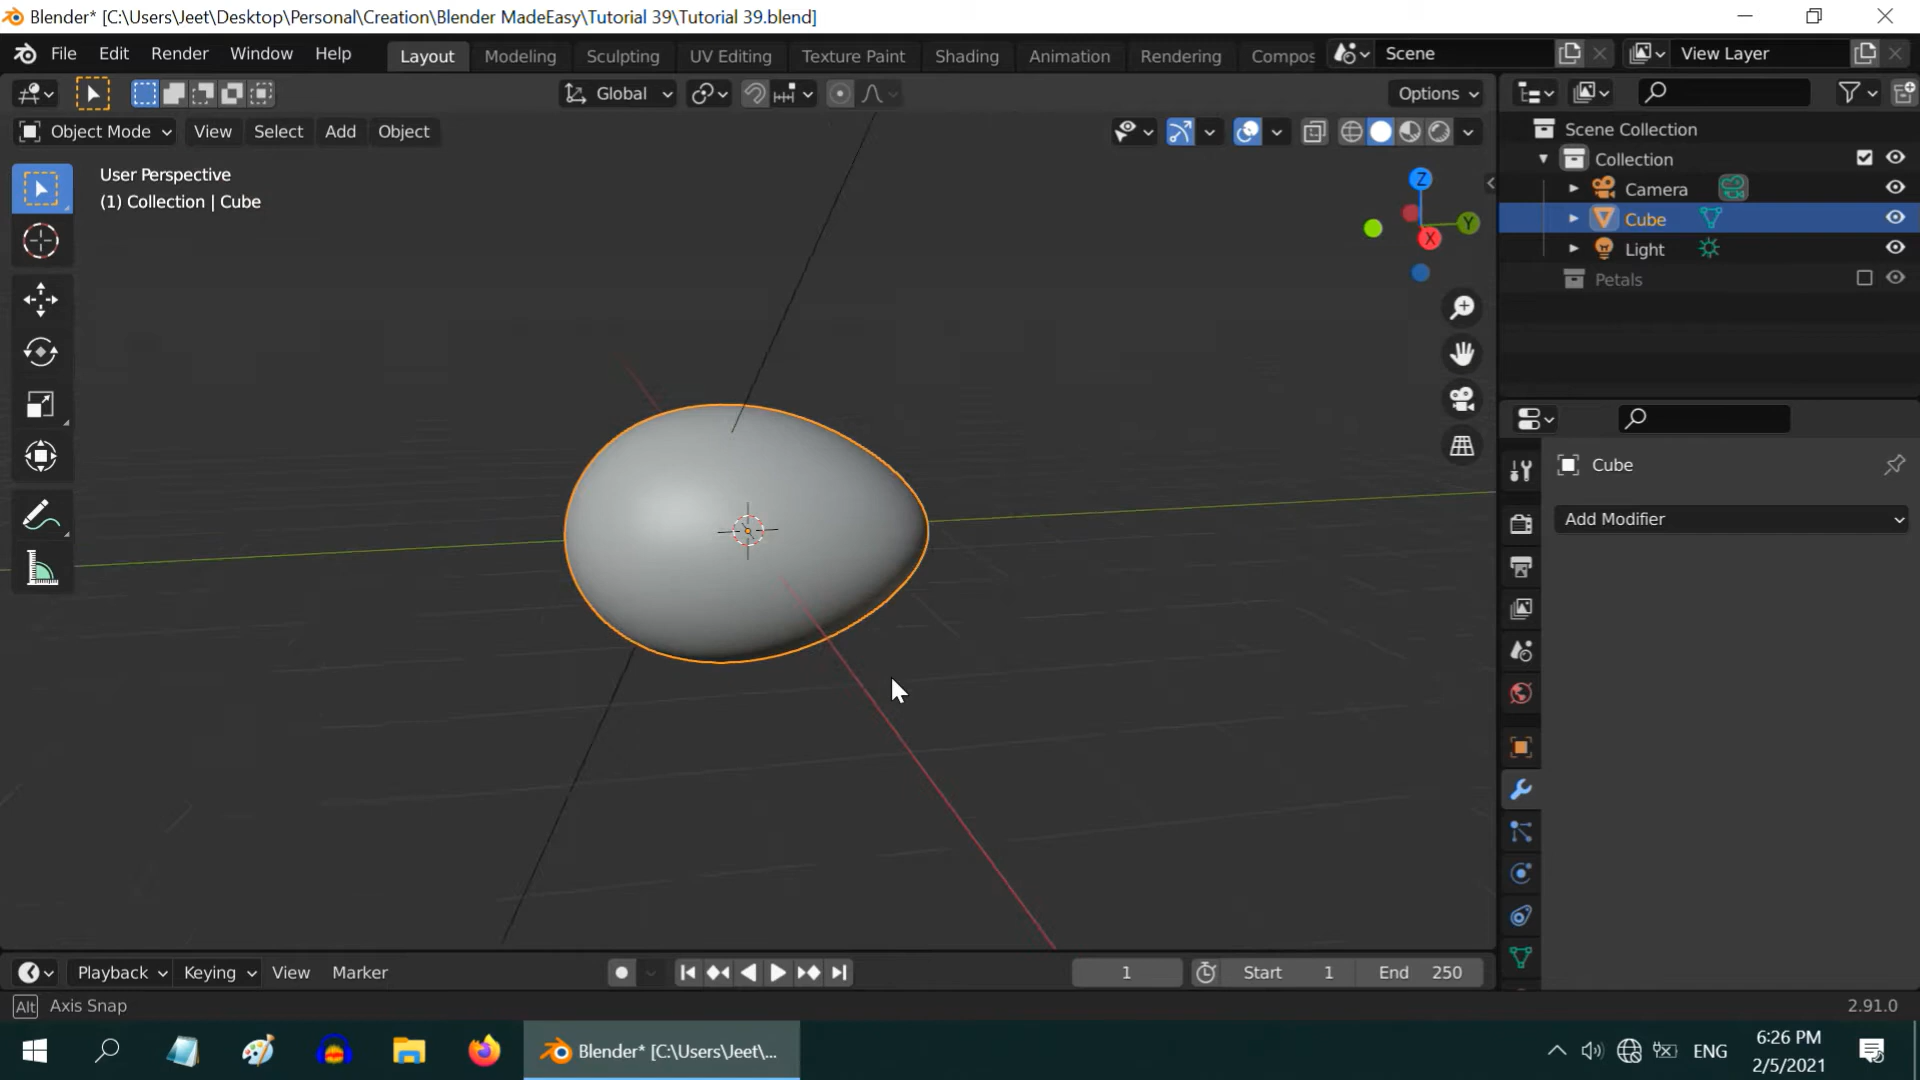 Blender* [C:\Users\Jeet\Desktop\Personal\Creation\Blender MadeEasy\Tutorial 39\Tutorial 39.blend]
File Edit Render Window Help Layout Modeling Sculpting UV Editing Texture Paint Shading Animation Rendering Compos Scene View Layer
Global Options
Object Mode View Select Add Object
User Perspective
(1) Collection | Cube
Z
Y
X
Scene Collection
Collection
Camera
Cube
Light
Petals
Cube
Add Modifier
Playback Keying View Marker 1 Start 1 End 250
Alt Axis Snap 2.91.0
Blender* [C:\Users\Jeet\...
ENG
6:26 PM
2/5/2021